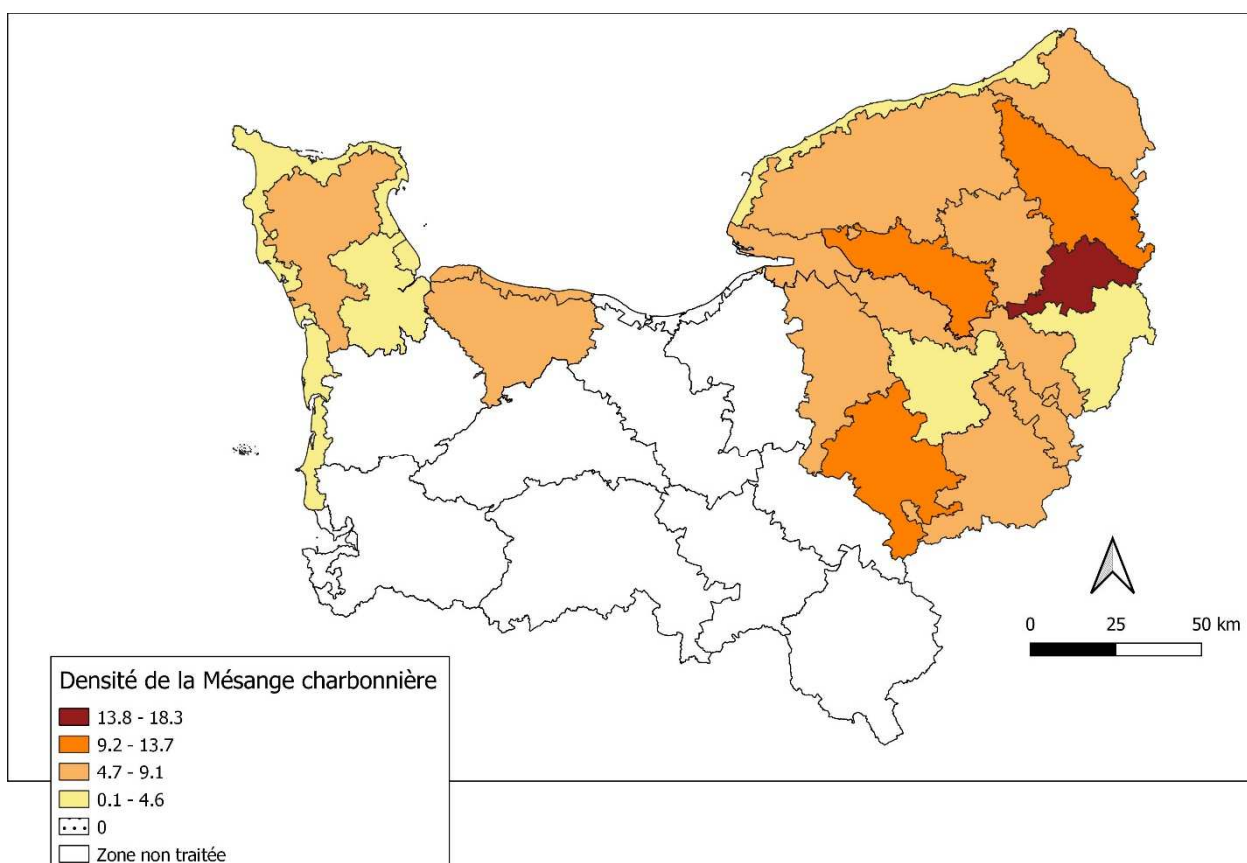 0 25 50 km
Densité de la Mésange charbonnière
13.8 - 18.3
9.2 - 13.7
4.7 - 9.1
0.1 - 4.6
0
Zone non traitée